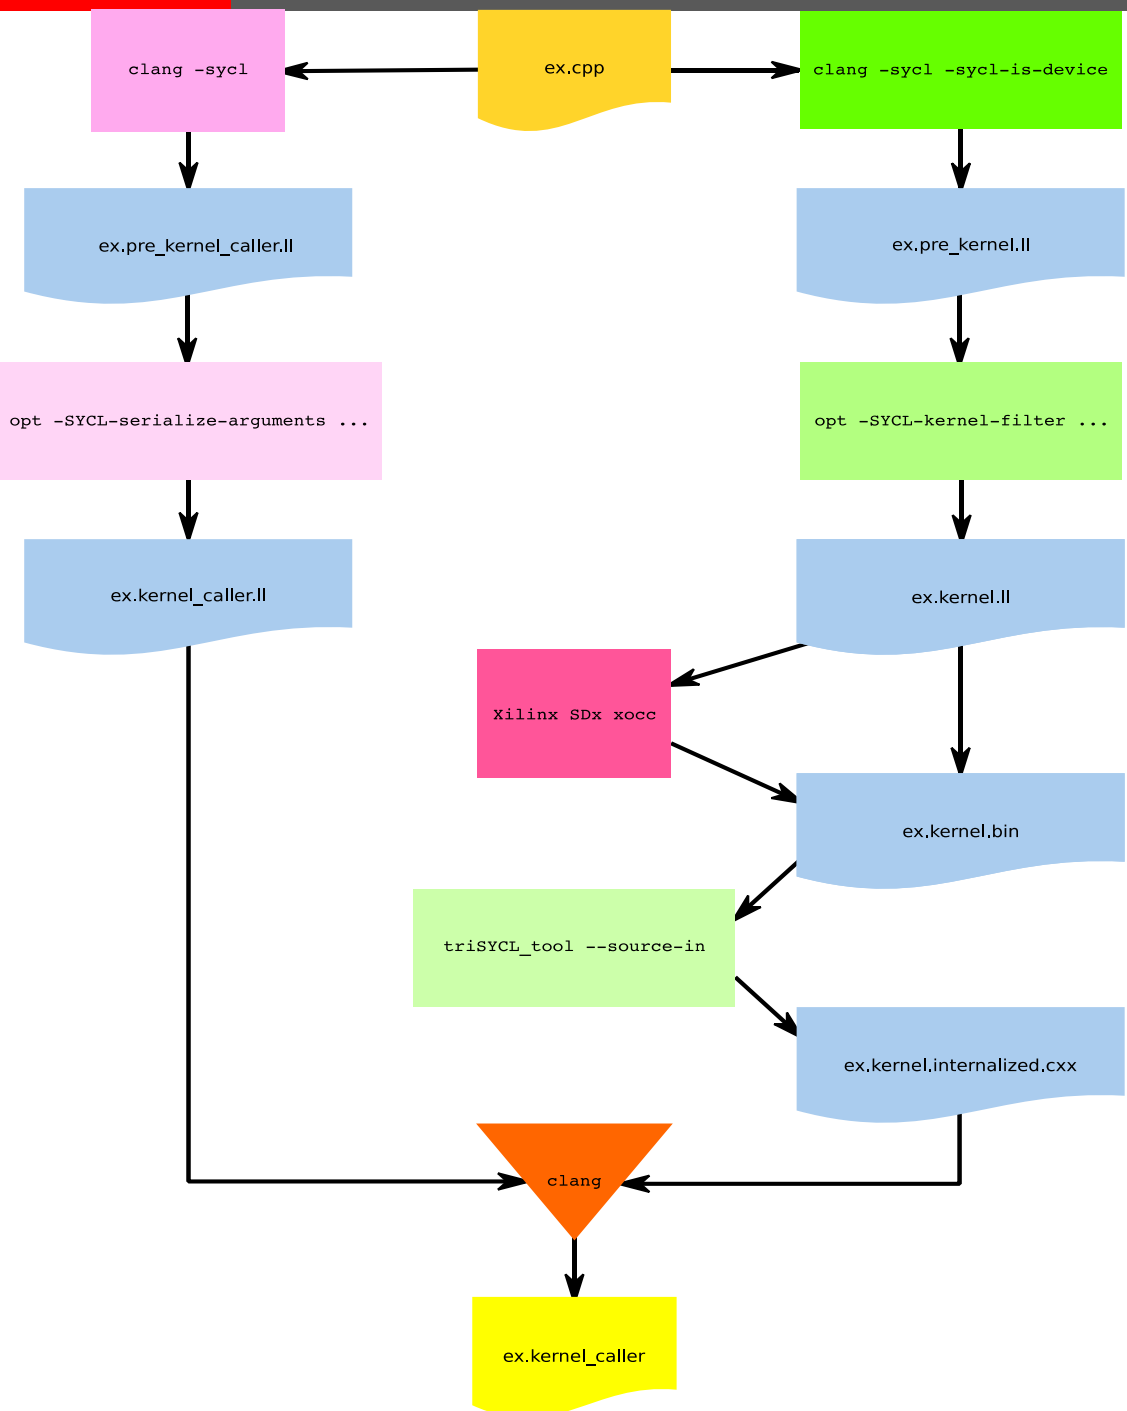 clang -sycl
ex.cpp
clang -sycl -sycl-is-device
ex.pre_kernel_caller.ll
ex.pre_kernel.ll
opt -SYCL-serialize-arguments ...
opt -SYCL-kernel-filter ...
ex.kernel_caller.ll
ex.kernel.ll
Xilinx SDx xocc
ex.kernel.bin
triSYCL_tool --source-in
ex.kernel.internalized.cxx
clang
ex.kernel_caller